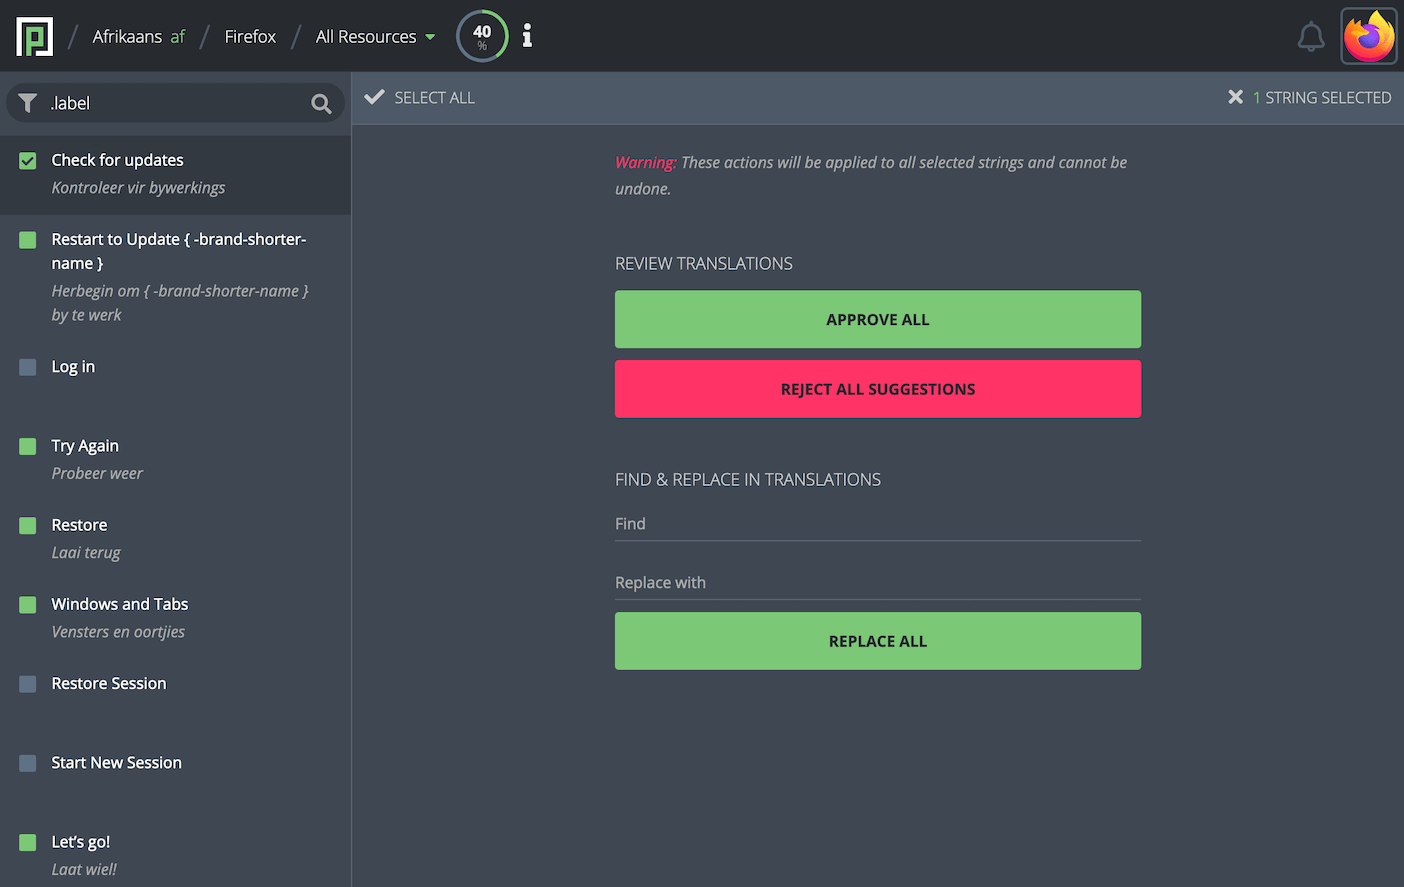 Afrikaans af
Firefox
All Resources
40
%
.label
SELECT ALL
1 STRING SELECTED
Check for updates
Kontroleer vir bywerkings
Restart to Update { -brand-shorter-
name }
Herbegin om { -brand-shorter-name }
by te werk
Log in
Try Again
Probeer weer
Restore
Laai terug
Windows and Tabs
Vensters en oortjies
Restore Session
Start New Session
Let’s go!
Laat wiel!
Warning: These actions will be applied to all selected strings and cannot be
undone.
REVIEW TRANSLATIONS
APPROVE ALL
REJECT ALL SUGGESTIONS
FIND & REPLACE IN TRANSLATIONS
Find
Replace with
REPLACE ALL